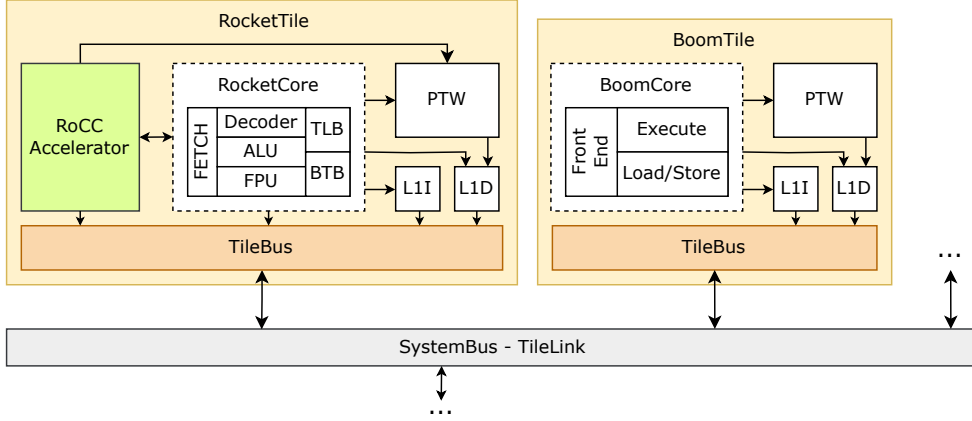 RocketTile
RoCC
Accelerator
RocketCore
FETCH
Decoder
ALU
FPU
TLB
BTB
PTW
L1I
L1D
TileBus
BoomTile
BoomCore
Front
End
Execute
Load/Store
PTW
L1I
L1D
TileBus
...
SystemBus - TileLink
...